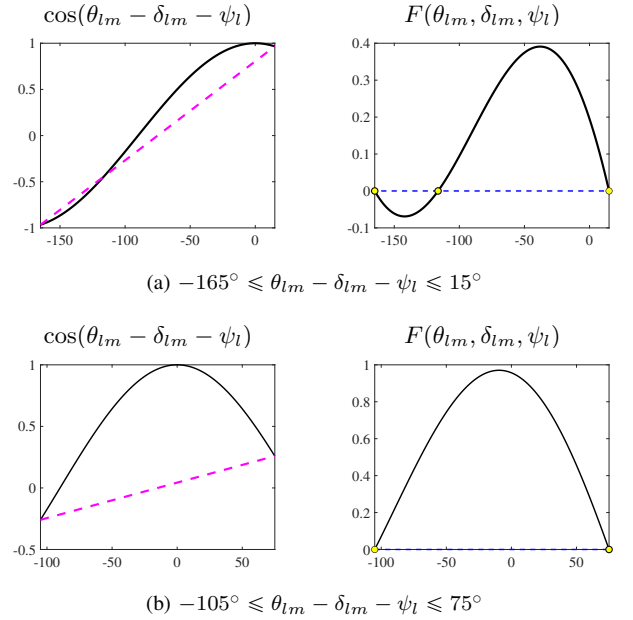 cos(θ_{lm} − δ_{lm} − ψ_l) F(θ_{lm}, δ_{lm}, ψ_l)
1 0.4
0.5 0.3
0 0.2
-0.5 0.1
-1 0
-0.1
-150 -100 -50 0 -150 -100 -50 0
(a) −165° ⩽ θ_{lm} − δ_{lm} − ψ_l ⩽ 15°
cos(θ_{lm} − δ_{lm} − ψ_l) F(θ_{lm}, δ_{lm}, ψ_l)
1 1
0.5 0.8
0 0.6
-0.5 0.4
0.2
0
-100 -50 0 50 -100 -50 0 50
(b) −105° ⩽ θ_{lm} − δ_{lm} − ψ_l ⩽ 75°